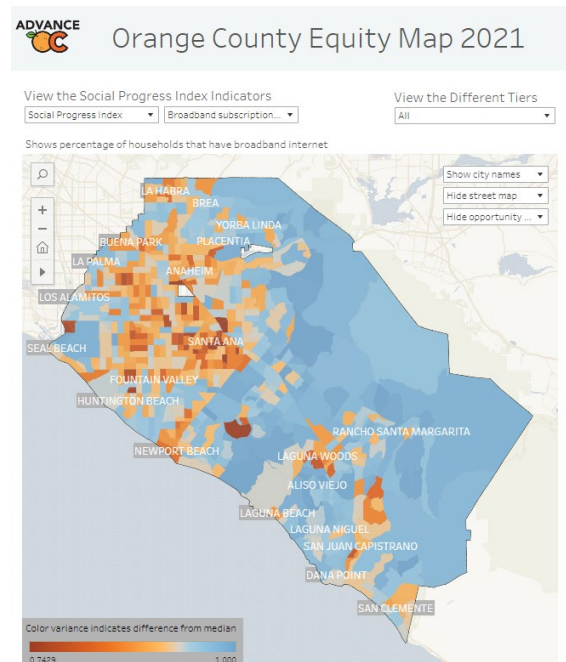 ADVANCE
OC
Orange County Equity Map 2021
View the Social Progress Index Indicators
View the Different Tiers
Social Progress Index
Broadband subscription...
All
Shows percentage of households that have broadband internet
Show city names
Hide street map
Hide opportunity ...
LA HABRA
BREA
YORBA LINDA
BUENA PARK
PLACENTIA
LA PALMA
ANAHEIM
LOS ALAMITOS
SANTA ANA
SEAL BEACH
FOUNTAIN VALLEY
HUNTINGTON BEACH
RANCHO SANTA MARGARITA
NEWPORT BEACH
LAGUNA WOODS
ALISO VIEJO
LAGUNA BEACH
LAGUNA NIGUEL
SAN JUAN CAPISTRANO
DANA POINT
SAN CLEMENTE
Color variance indicates difference from median
0.7429
1.000